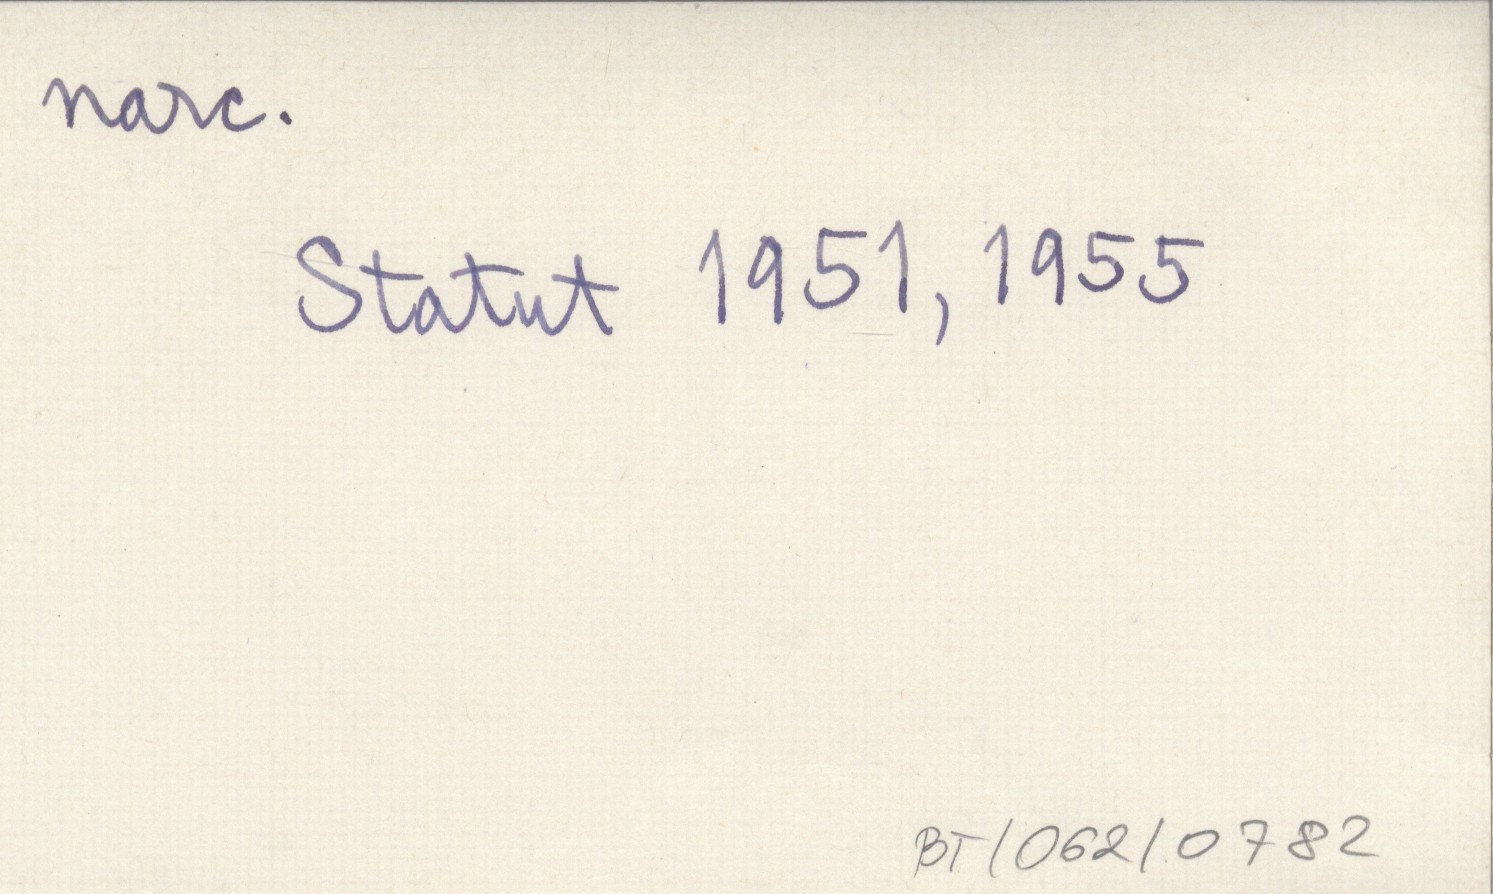 narc.
Statut 1951, 1955
BT/062/0782